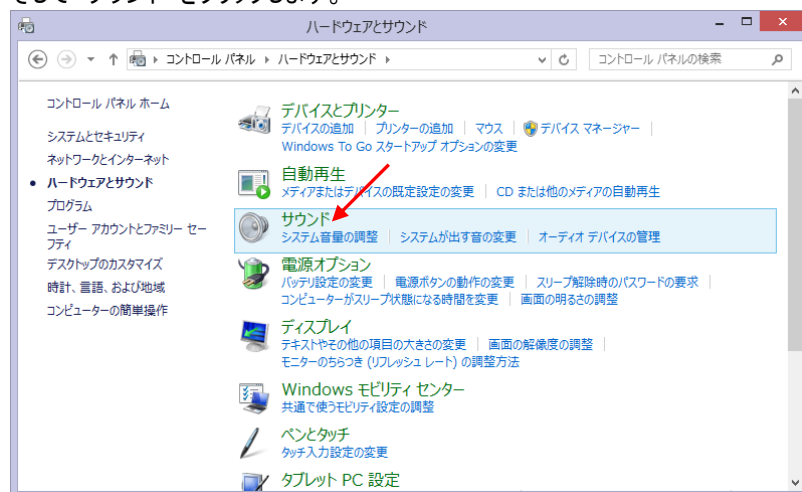 ハードウェアとサウンド
コントロール パネル ハードウェアとサウンド
コントロール パネルの検索
コントロール パネル ホーム
システムとセキュリティ
ネットワークとインターネット
ハードウェアとサウンド
プログラム
ユーザー アカウントとファミリー セー
フティ
デスクトップのカスタマイズ
時計、言語、および地域
コンピューターの簡単操作
デバイスとプリンター
デバイスの追加 プリンターの追加 マウス デバイス マネージャー
Windows To Go スタートアップ オプションの変更
自動再生
メディアまたはデバイスの既定設定の変更 CD または他のメディアの自動再生
サウンド
システム音量の調整 システムが出す音の変更 オーディオ デバイスの管理
電源オプション
バッテリ設定の変更 電源ボタンの動作の変更 スリープ解除時のパスワードの要求
コンピューターがスリープ状態になる時間を変更 画面の明るさの調整
ディスプレイ
テキストやその他の項目の大きさの変更 画面の解像度の調整
モニターのちらつき (リフレッシュ レート) の調整方法
Windows モビリティ センター
共通で使うモビリティ設定の調整
ペンとタッチ
タッチ入力設定の変更
タブレット PC 設定